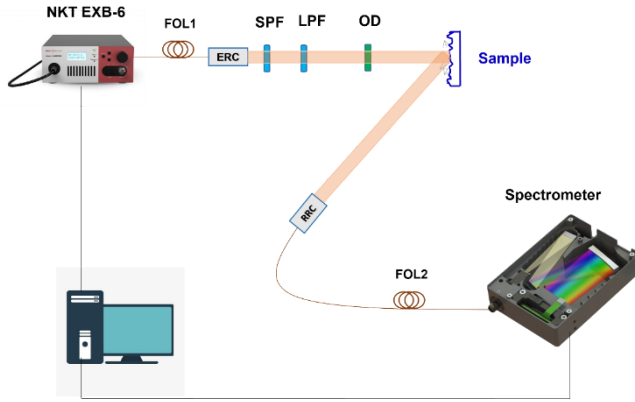 NKT EXB-6
FOL1
SPF
LPF
OD
ERC
Sample
RRC
Spectrometer
FOL2